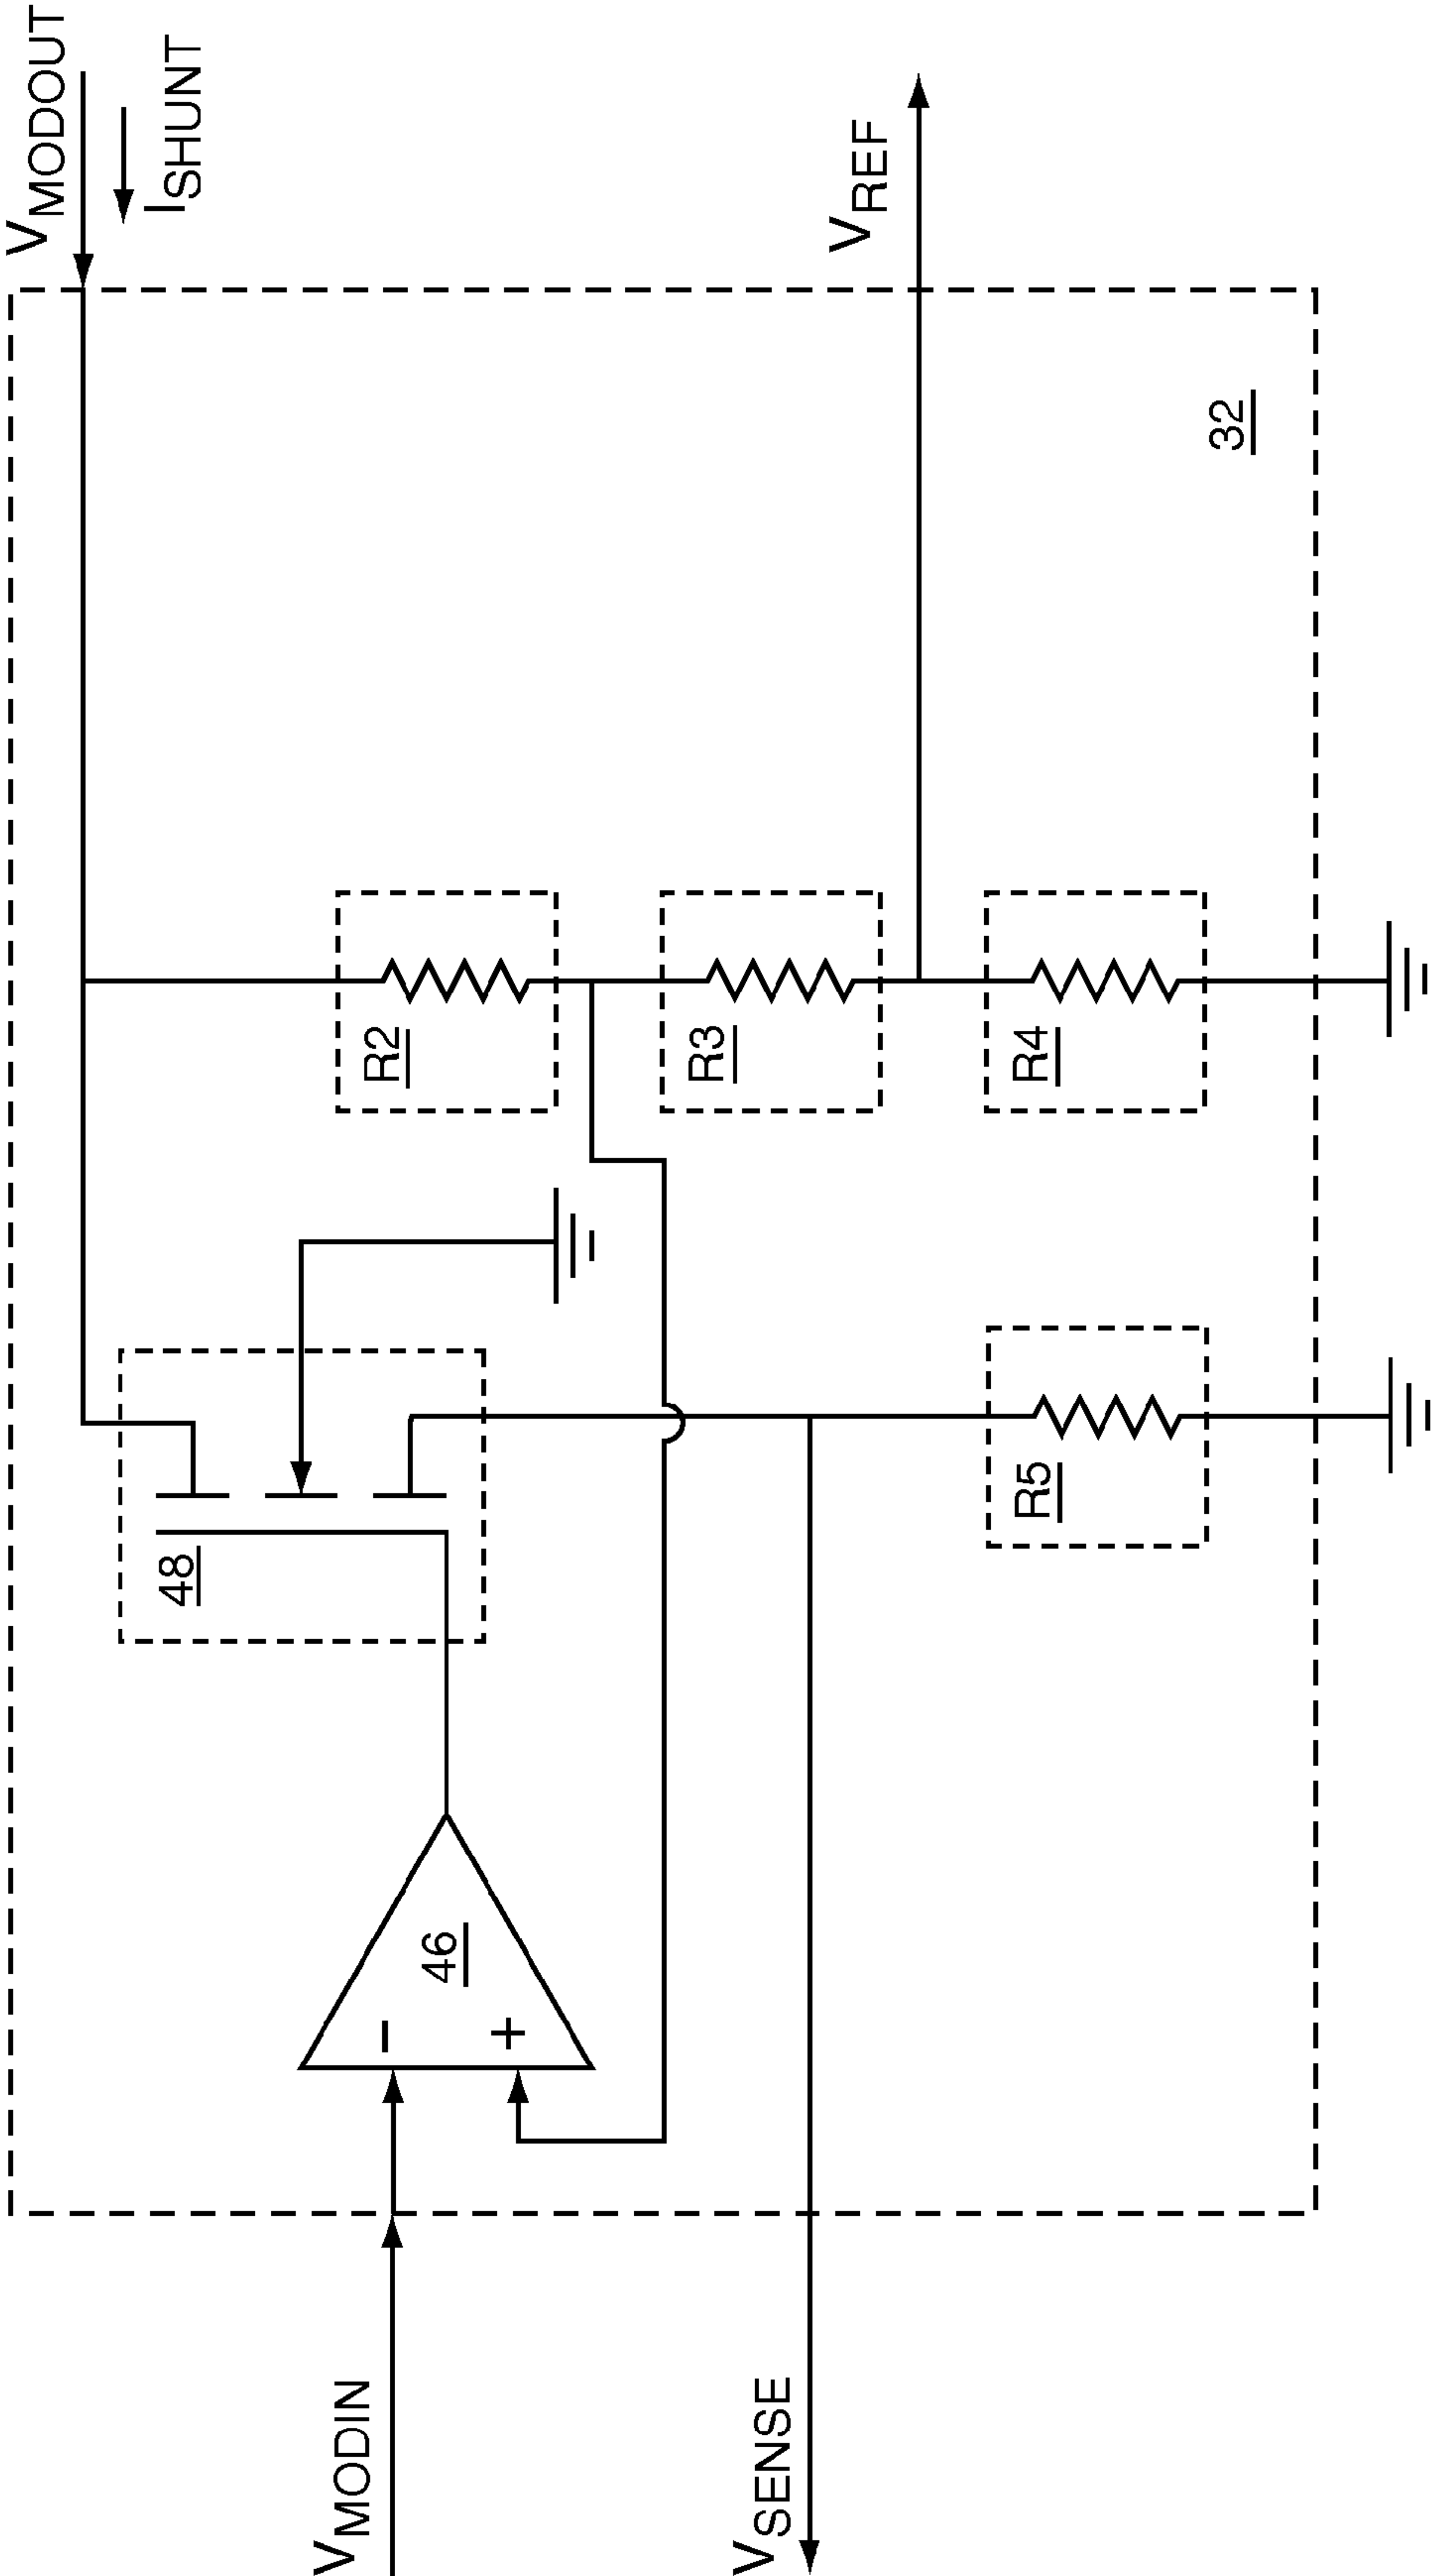 VMODOUT
ISHUNT
48
R2
46
−
+
VMODIN
R3
VREF
VSENSE
R5
R4
32